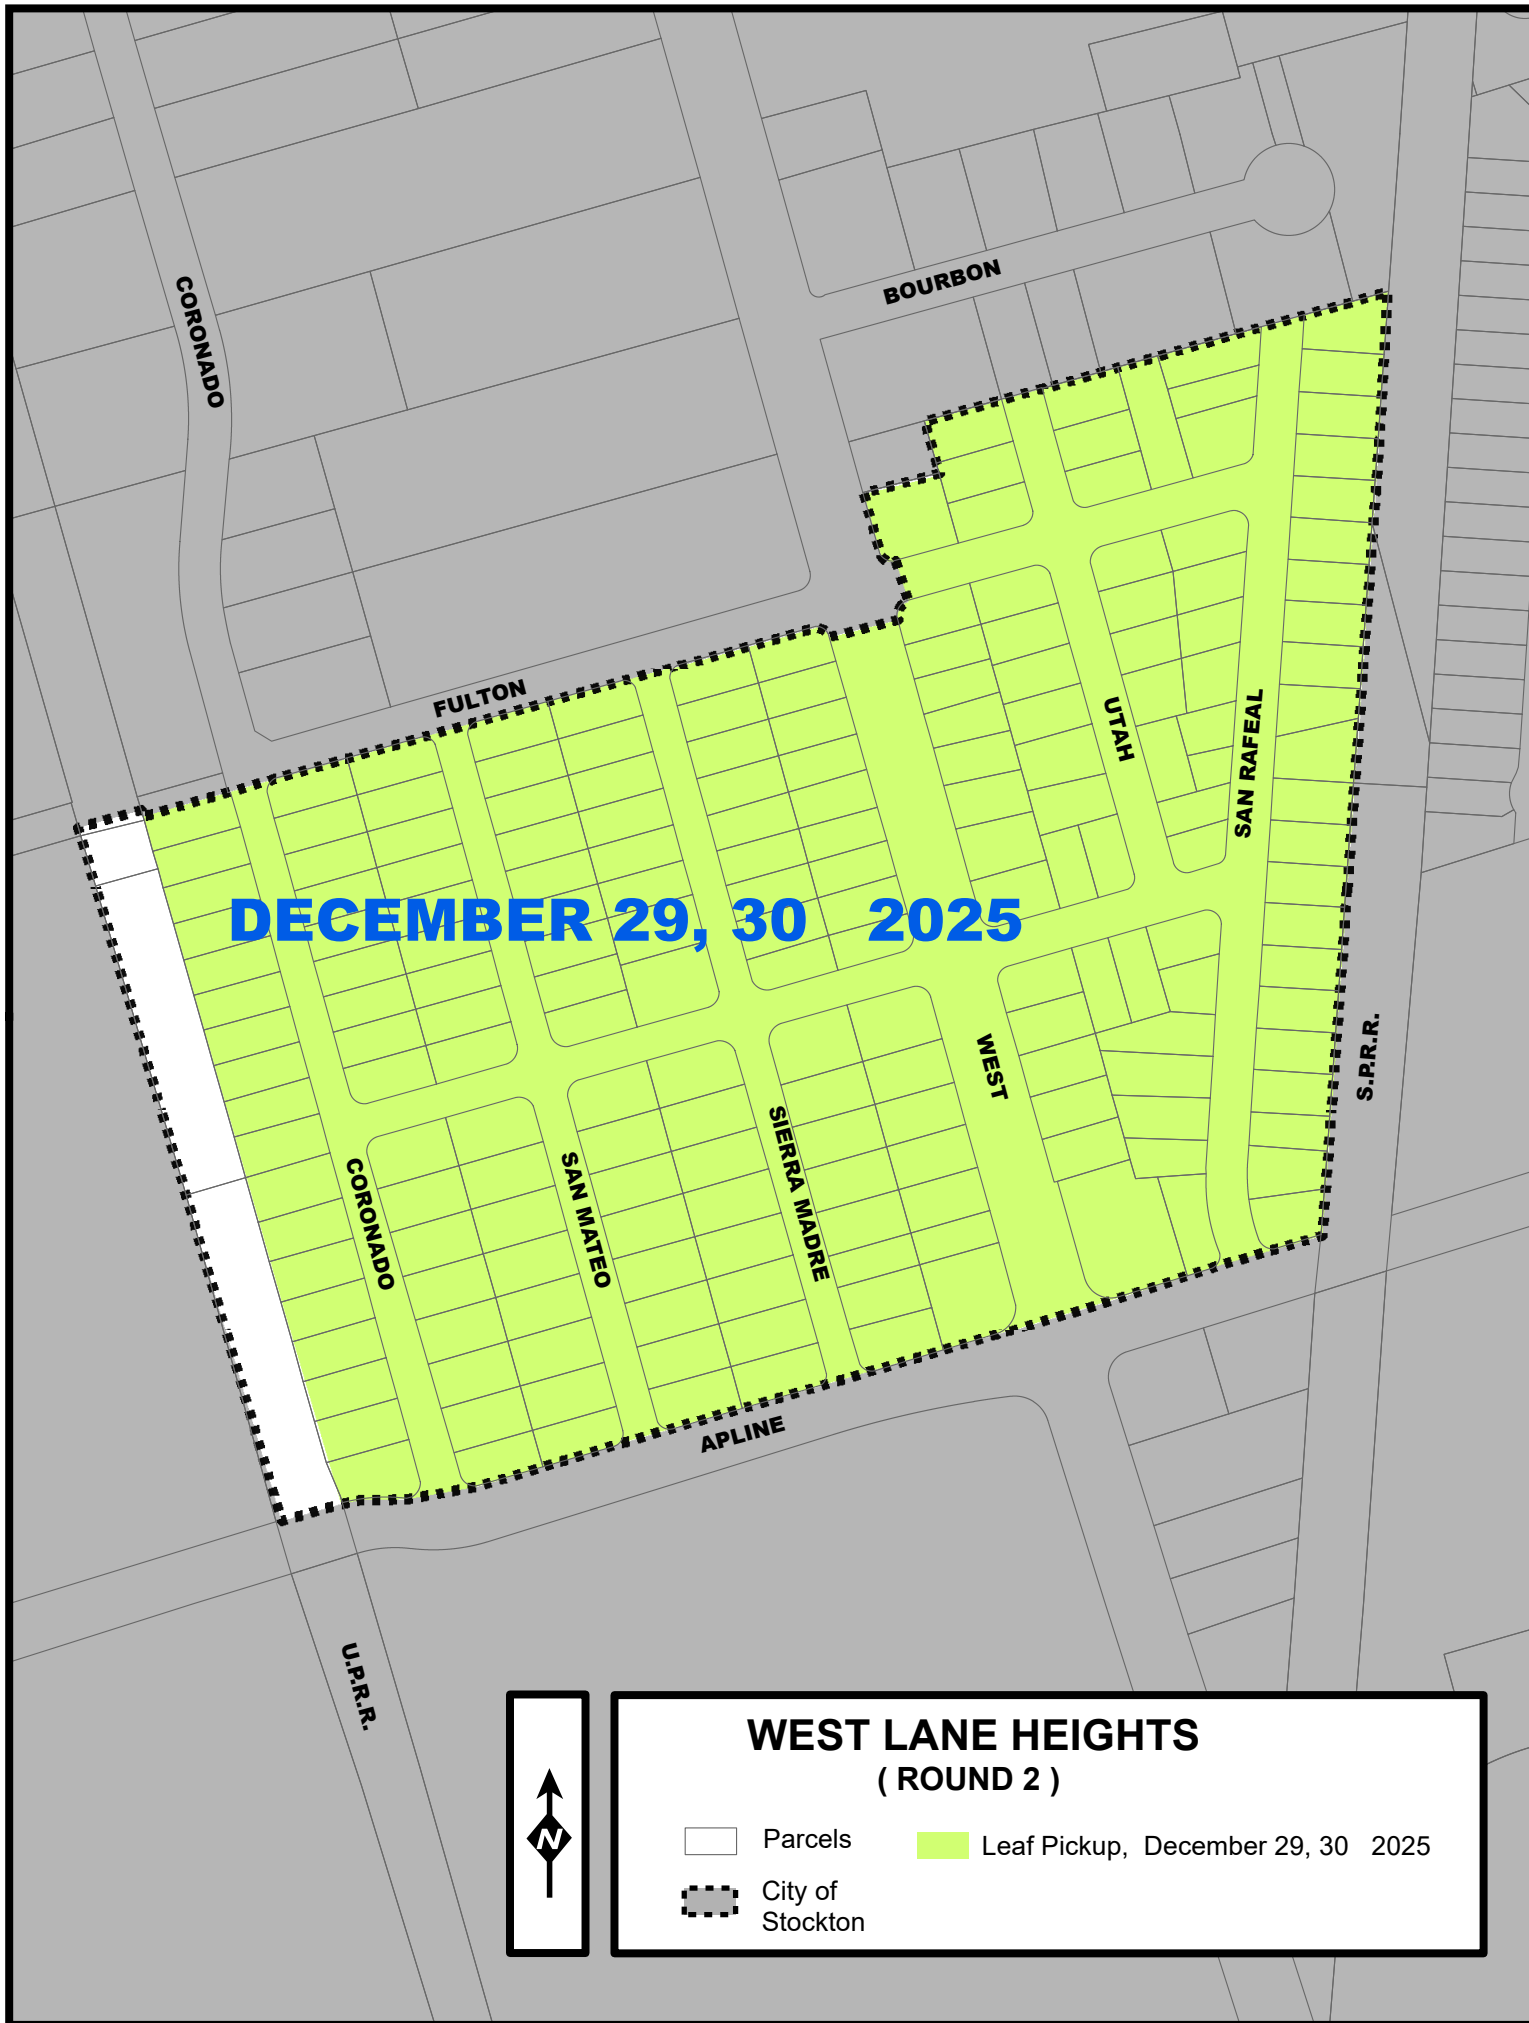 CORONADO
BOURBON
FULTON
UTAH
SAN RAFEAL
DECEMBER 29, 30 2025
S.P.R.R.
WEST
CORONADO
SAN MATEO
SIERRA MADRE
APLINE
U.P.R.R.
WEST LANE HEIGHTS
( ROUND 2 )
Parcels
Leaf Pickup, December 29, 30 2025
City of
Stockton
N